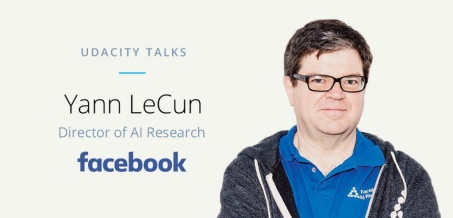 UDACITY TALKS
Yann LeCun
Director of AI Research
facebook